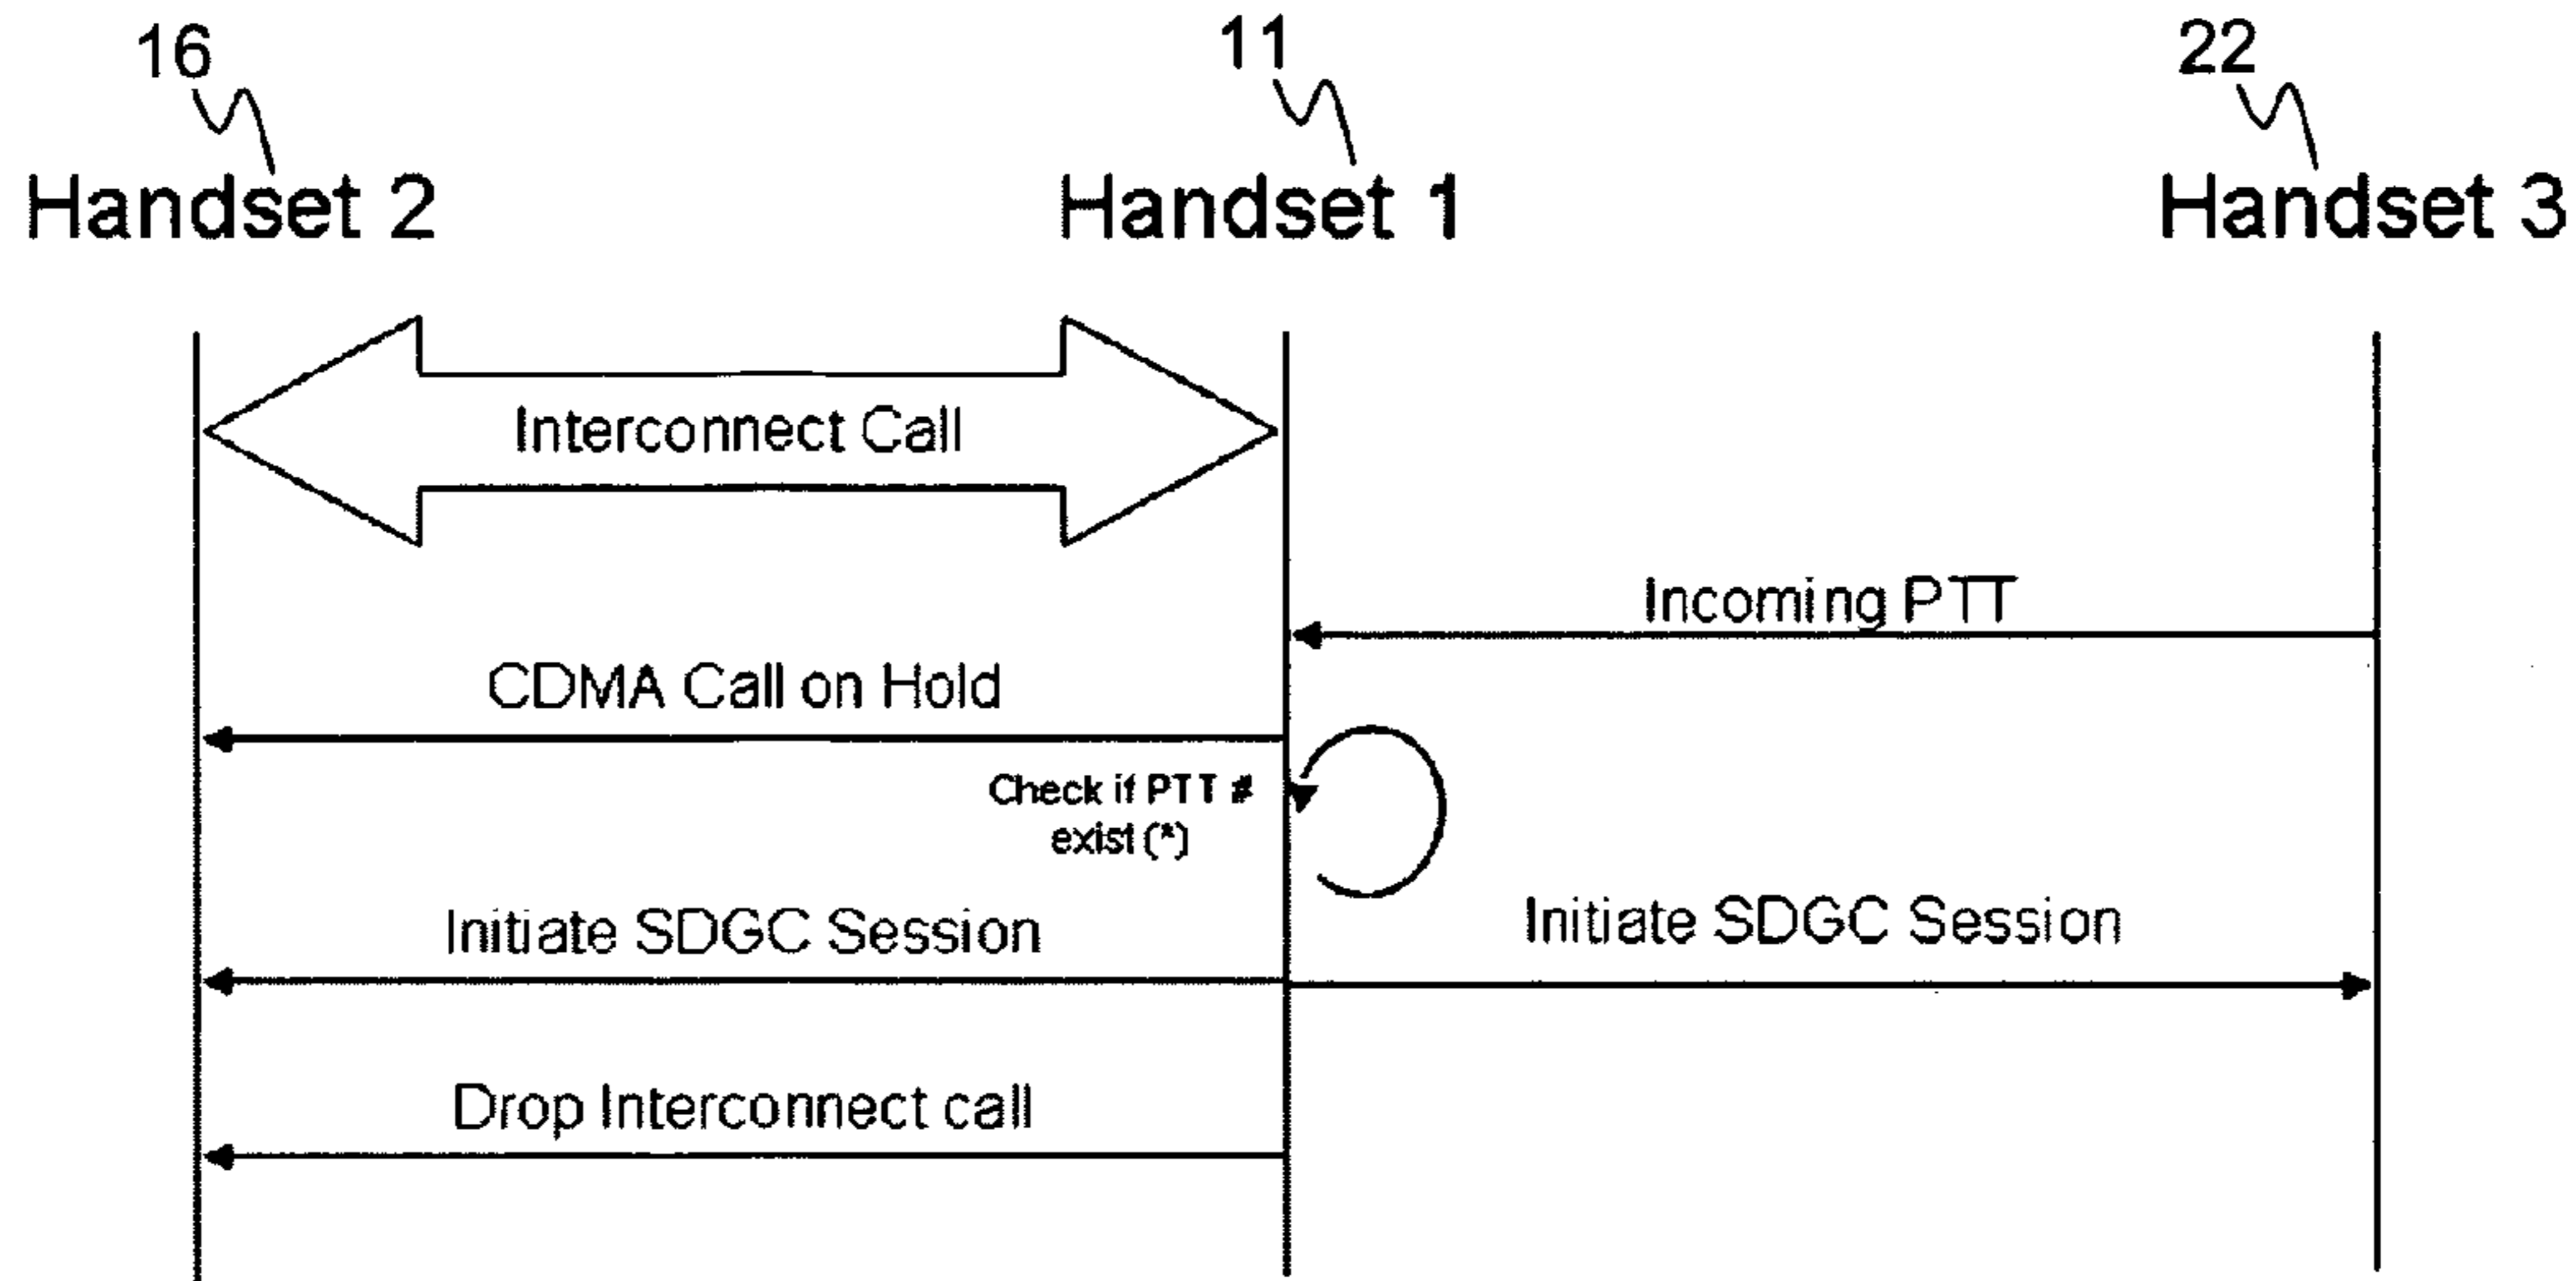 16
11
22
Handset 2
Handset 1
Handset 3
Interconnect Call
Incoming PTT
CDMA Call on Hold
Check if PTT #
exist (*)
Initiate SDGC Session
Initiate SDGC Session
Drop Interconnect call